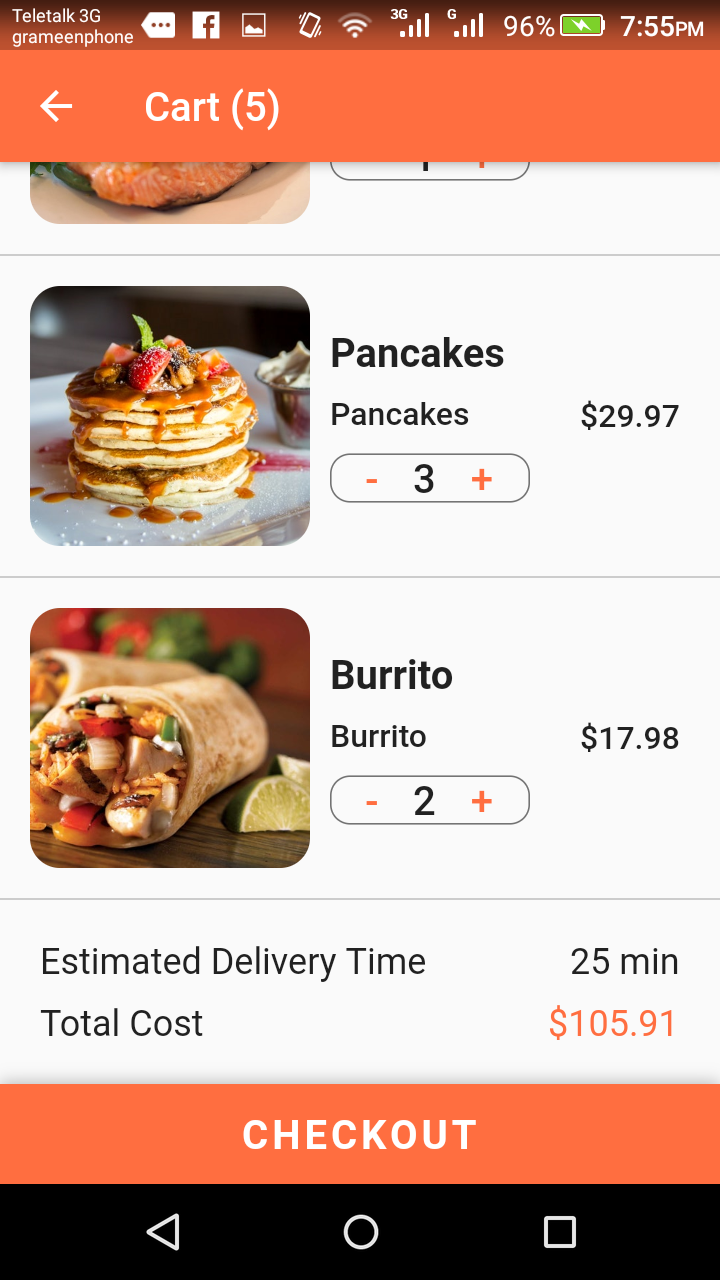 Teletalk 3G
grameenphone
3G G 96% 7:55PM
Cart (5)
Pancakes
Pancakes $29.97
- 3 +
Burrito
Burrito $17.98
- 2 +
Estimated Delivery Time 25 min
Total Cost $105.91
CHECKOUT